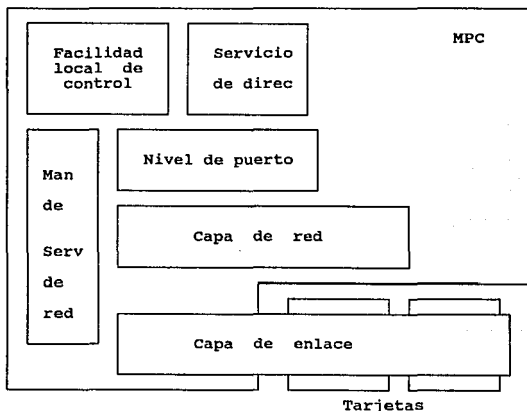 MPC
Facilidad
local de
control
Servicio
de direc
Nivel de puerto
Man
de
Serv
de
red
Capa de red
Capa de enlace
Tarjetas